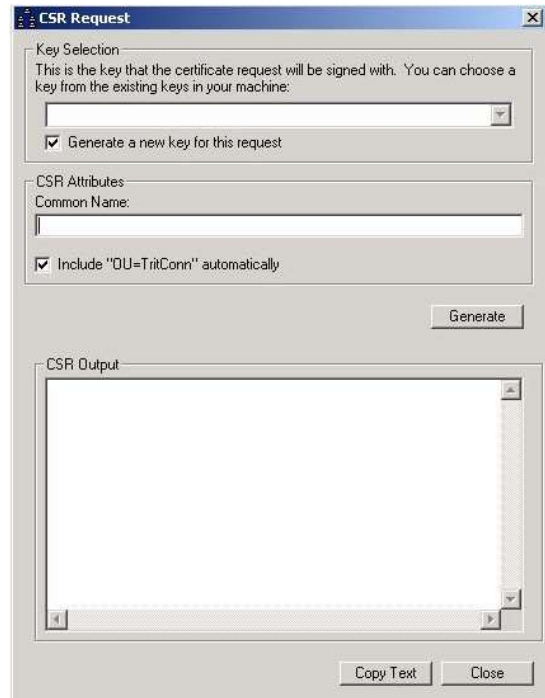 CSR Request
Key Selection
This is the key that the certificate request will be signed with. You can choose a
key from the existing keys in your machine:
Generate a new key for this request
CSR Attributes
Common Name:
Include "OU=TritConn" automatically
Generate
CSR Output
Copy Text
Close